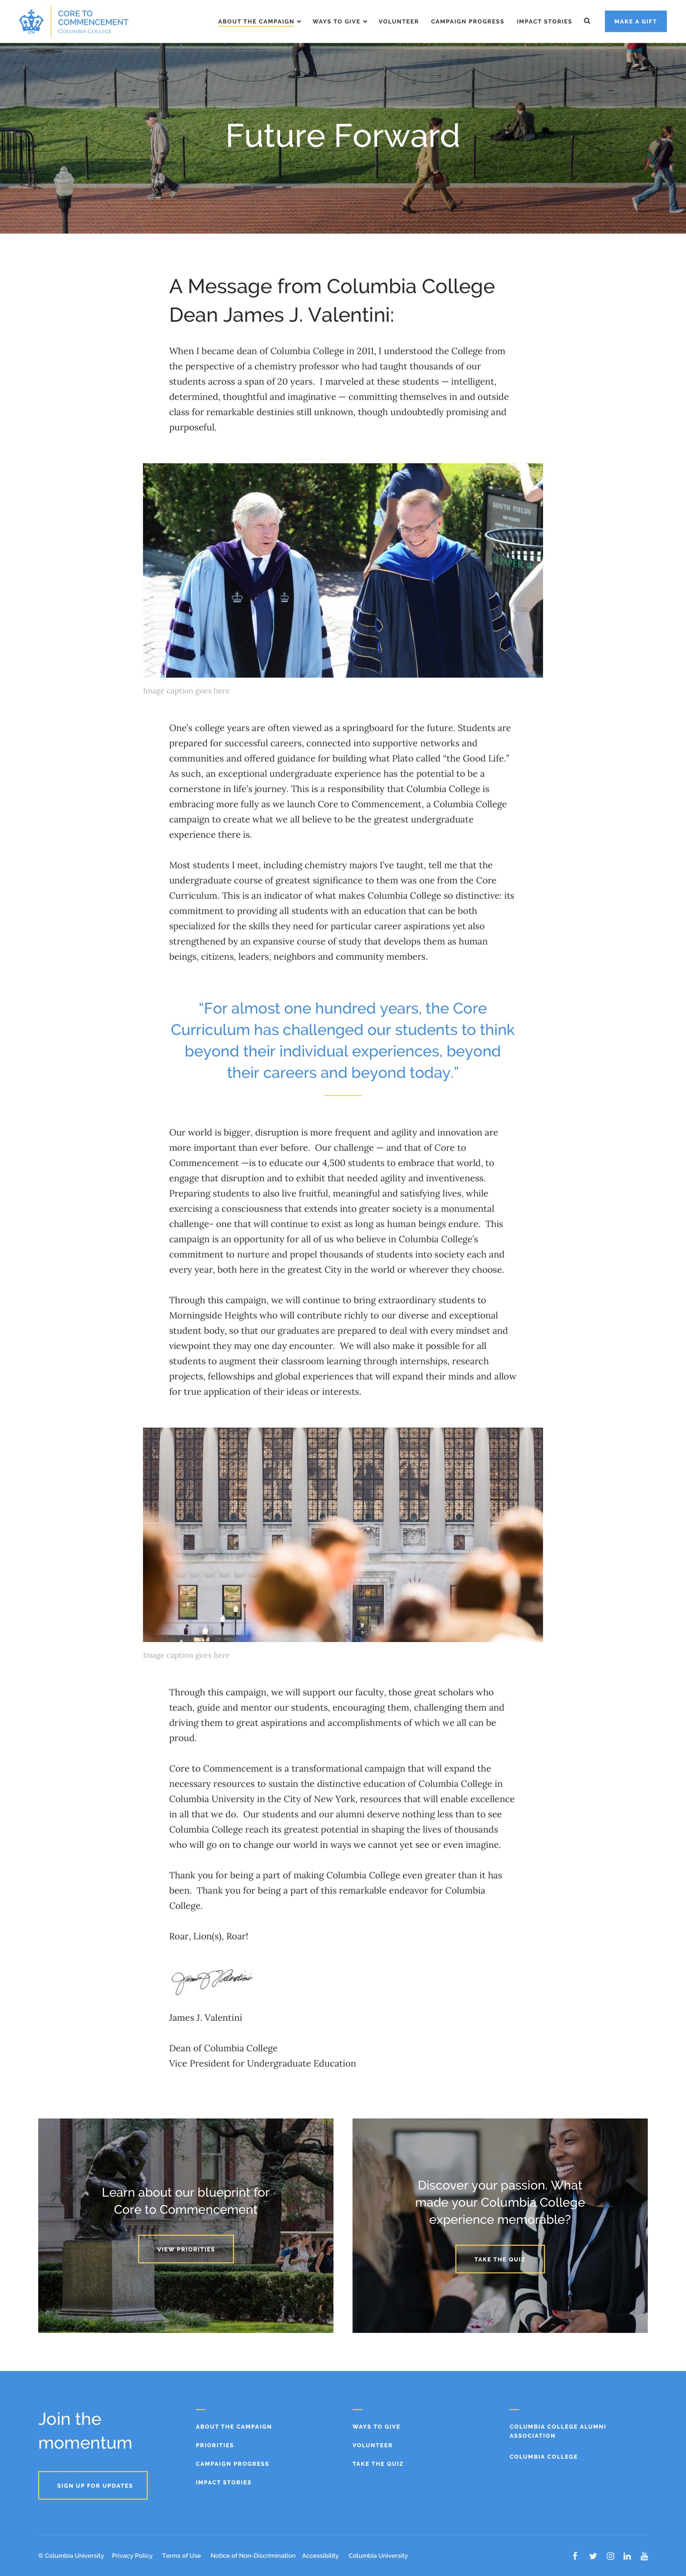 CORE TO
COMMENCEMENT
COLUMBIA COLLEGE
ABOUT THE CAMPAIGN
WAYS TO GIVE
VOLUNTEER
CAMPAIGN PROGRESS
IMPACT STORIES
MAKE A GIFT
Future Forward
A Message from Columbia College
Dean James J. Valentini:
When I became dean of Columbia College in 2011, I understood the College from
the perspective of a chemistry professor who had taught thousands of our
students across a span of 20 years.  I marveled at these students — intelligent,
determined, thoughtful and imaginative — committing themselves in and outside
class for remarkable destinies still unknown, though undoubtedly promising and
purposeful.
SOUTH FIELDS
Image caption goes here
One’s college years are often viewed as a springboard for the future. Students are
prepared for successful careers, connected into supportive networks and
communities and offered guidance for building what Plato called “the Good Life.”
As such, an exceptional undergraduate experience has the potential to be a
cornerstone in life’s journey. This is a responsibility that Columbia College is
embracing more fully as we launch Core to Commencement, a Columbia College
campaign to create what we all believe to be the greatest undergraduate
experience there is.
Most students I meet, including chemistry majors I’ve taught, tell me that the
undergraduate course of greatest significance to them was one from the Core
Curriculum. This is an indicator of what makes Columbia College so distinctive: its
commitment to providing all students with an education that can be both
specialized for the skills they need for particular career aspirations yet also
strengthened by an expansive course of study that develops them as human
beings, citizens, leaders, neighbors and community members.
“For almost one hundred years, the Core
Curriculum has challenged our students to think
beyond their individual experiences, beyond
their careers and beyond today.”
Our world is bigger, disruption is more frequent and agility and innovation are
more important than ever before.  Our challenge — and that of Core to
Commencement —is to educate our 4,500 students to embrace that world, to
engage that disruption and to exhibit that needed agility and inventiveness.
Preparing students to also live fruitful, meaningful and satisfying lives, while
exercising a consciousness that extends into greater society is a monumental
challenge- one that will continue to exist as long as human beings endure.  This
campaign is an opportunity for all of us who believe in Columbia College’s
commitment to nurture and propel thousands of students into society each and
every year, both here in the greatest City in the world or wherever they choose.
Through this campaign, we will continue to bring extraordinary students to
Morningside Heights who will contribute richly to our diverse and exceptional
student body, so that our graduates are prepared to deal with every mindset and
viewpoint they may one day encounter.  We will also make it possible for all
students to augment their classroom learning through internships, research
projects, fellowships and global experiences that will expand their minds and allow
for true application of their ideas or interests.
Image caption goes here
Through this campaign, we will support our faculty, those great scholars who
teach, guide and mentor our students, encouraging them, challenging them and
driving them to great aspirations and accomplishments of which we all can be
proud.
Core to Commencement is a transformational campaign that will expand the
necessary resources to sustain the distinctive education of Columbia College in
Columbia University in the City of New York, resources that will enable excellence
in all that we do.  Our students and our alumni deserve nothing less than to see
Columbia College reach its greatest potential in shaping the lives of thousands
who will go on to change our world in ways we cannot yet see or even imagine.
Thank you for being a part of making Columbia College even greater than it has
been.  Thank you for being a part of this remarkable endeavor for Columbia
College.
Roar, Lion(s), Roar!
James J. Valentini
James J. Valentini
Dean of Columbia College
Vice President for Undergraduate Education
Learn about our blueprint for
Core to Commencement
VIEW PRIORITIES
Discover your passion. What
made your Columbia College
experience memorable?
TAKE THE QUIZ
Join the
momentum
SIGN UP FOR UPDATES
ABOUT THE CAMPAIGN
PRIORITIES
CAMPAIGN PROGRESS
IMPACT STORIES
WAYS TO GIVE
VOLUNTEER
TAKE THE QUIZ
COLUMBIA COLLEGE ALUMNI
ASSOCIATION
COLUMBIA COLLEGE
© Columbia University
Privacy Policy
Terms of Use
Notice of Non-Discrimination
Accessibility
Columbia University